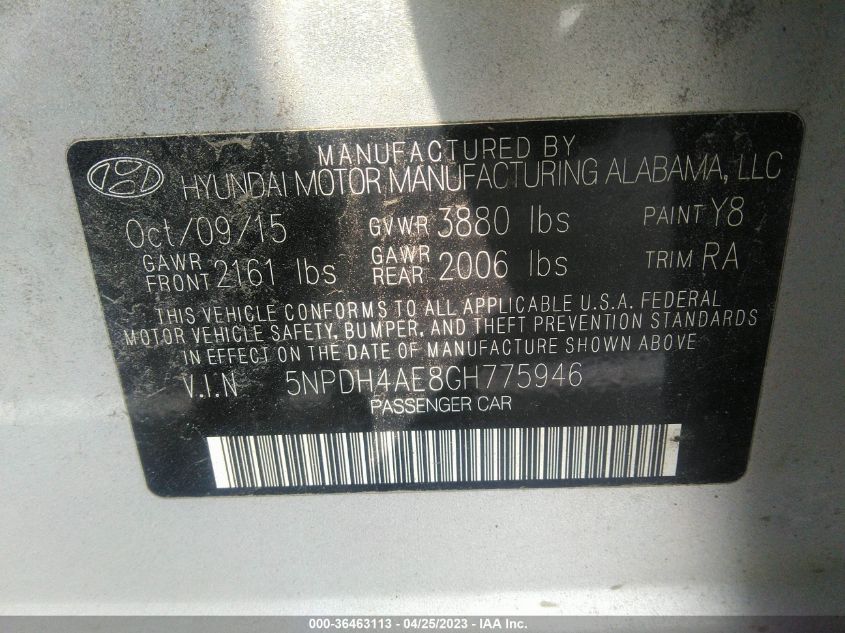 MANUFACTURED BY
HYUNDAI MOTOR MANUFACTURING ALABAMA, LLC
Oct/09/15 GVWR 3880 lbs PAINT Y8
GAWR FRONT 2161 lbs GAWR REAR 2006 lbs TRIM RA
THIS VEHICLE CONFORMS TO ALL APPLICABLE U.S.A. FEDERAL
MOTOR VEHICLE SAFETY, BUMPER, AND THEFT PREVENTION STANDARDS
IN EFFECT ON THE DATE OF MANUFACTURE SHOWN ABOVE
V.I.N 5NPDH4AE8GH775946
PASSENGER CAR
000-36463113 - 04/25/2023 - IAA Inc.